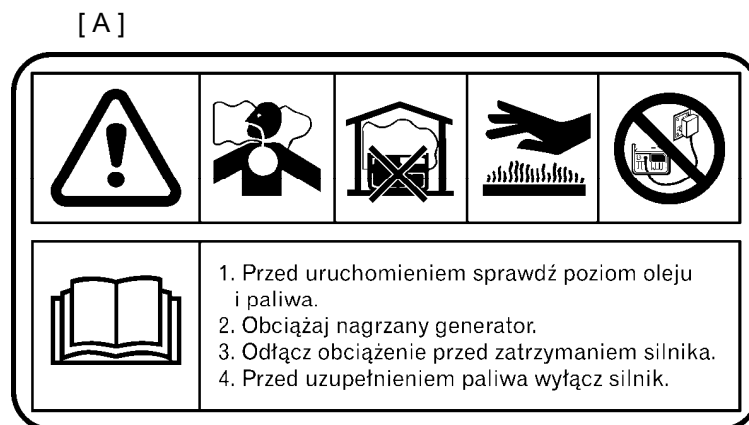 [ A ]
1. Przed uruchomieniem sprawdź poziom oleju
i paliwa.
2. Obciążaj nagrzany generator.
3. Odłącz obciążenie przed zatrzymaniem silnika.
4. Przed uzupełnieniem paliwa wyłącz silnik.